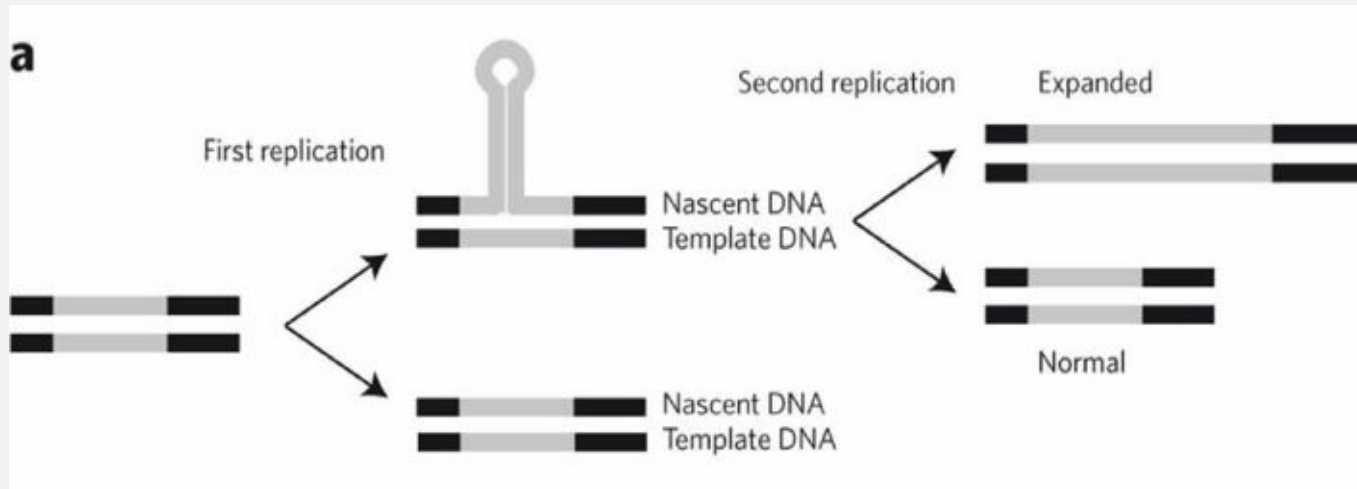 a
First replication
Nascent DNA
Template DNA
Nascent DNA
Template DNA
Second replication
Expanded
Normal